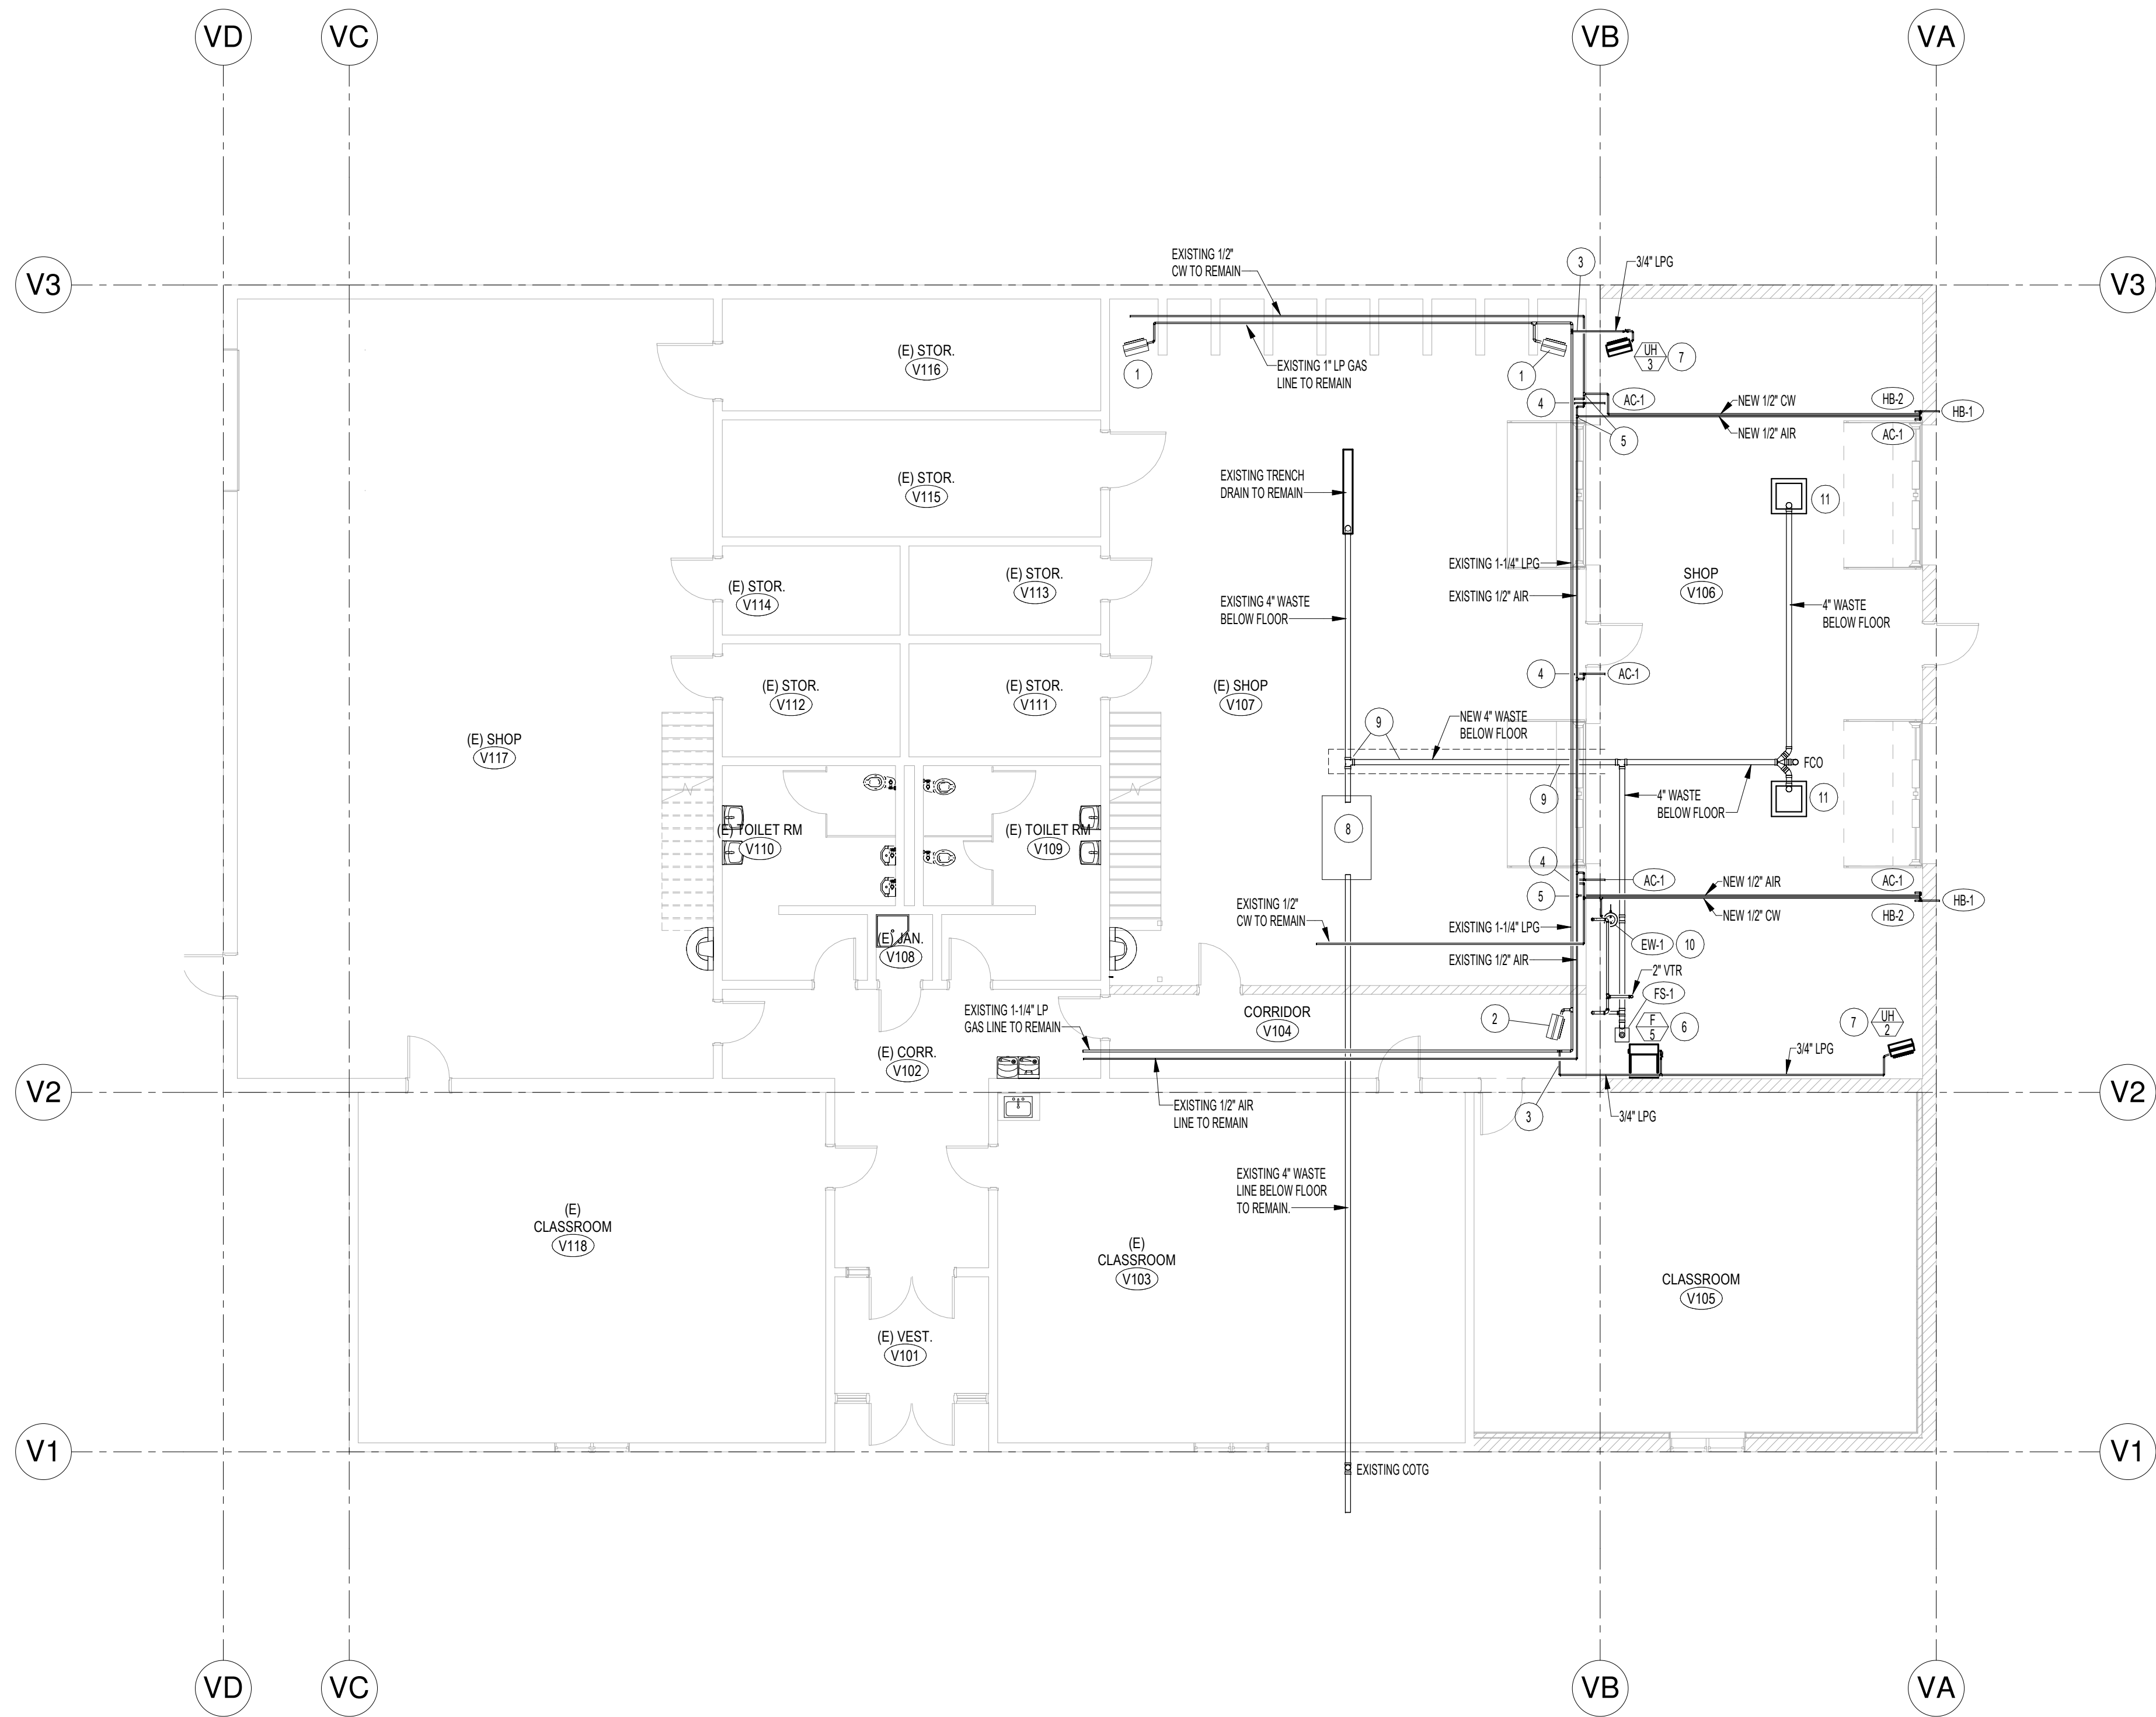 VD
VC
VB
VA
V3
V3
EXISTING 1/2"
CW TO REMAIN
3
3/4" LPG
(E) STOR.
V116
EXISTING 1" LP GAS
LINE TO REMAIN
1
1
UH
3
7
4
AC-1
NEW 1/2" CW
HB-2
HB-1
NEW 1/2" AIR
AC-1
5
(E) STOR.
V115
EXISTING TRENCH
DRAIN TO REMAIN
11
EXISTING 1-1/4" LPG
EXISTING 1/2" AIR
SHOP
V106
(E) STOR.
V114
(E) STOR.
V113
EXISTING 4" WASTE
BELOW FLOOR
4" WASTE
BELOW FLOOR
(E) STOR.
V112
(E) STOR.
V111
(E) SHOP
V107
4
AC-1
(E) SHOP
V117
9
NEW 4" WASTE
BELOW FLOOR
FCO
9
4" WASTE
BELOW FLOOR
11
(E) TOILET RM
V110
(E) TOILET RM
V109
8
4
AC-1
NEW 1/2" AIR
AC-1
5
HB-1
NEW 1/2" CW
HB-2
EXISTING 1/2"
CW TO REMAIN
EXISTING 1-1/4" LPG
EXISTING 1/2" AIR
EW-1
10
(E) JAN.
V108
2" VTR
FS-1
EXISTING 1-1/4" LP
GAS LINE TO REMAIN
CORRIDOR
V104
2
F
5
6
7
UH
2
(E) CORR.
V102
3/4" LPG
V2
V2
EXISTING 1/2" AIR
LINE TO REMAIN
3
3/4" LPG
EXISTING 4" WASTE
LINE BELOW FLOOR
TO REMAIN.
(E)
CLASSROOM
V118
(E)
CLASSROOM
V103
CLASSROOM
V105
(E) VEST.
V101
V1
V1
EXISTING COTG
VD
VC
VB
VA